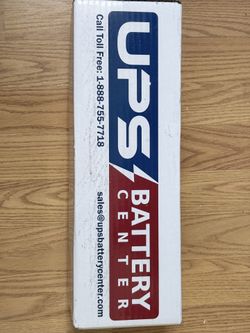 UPS BATTERY
CENTER
Call Toll Free: 1-888-755-7718
sales@upsbatterycenter.com